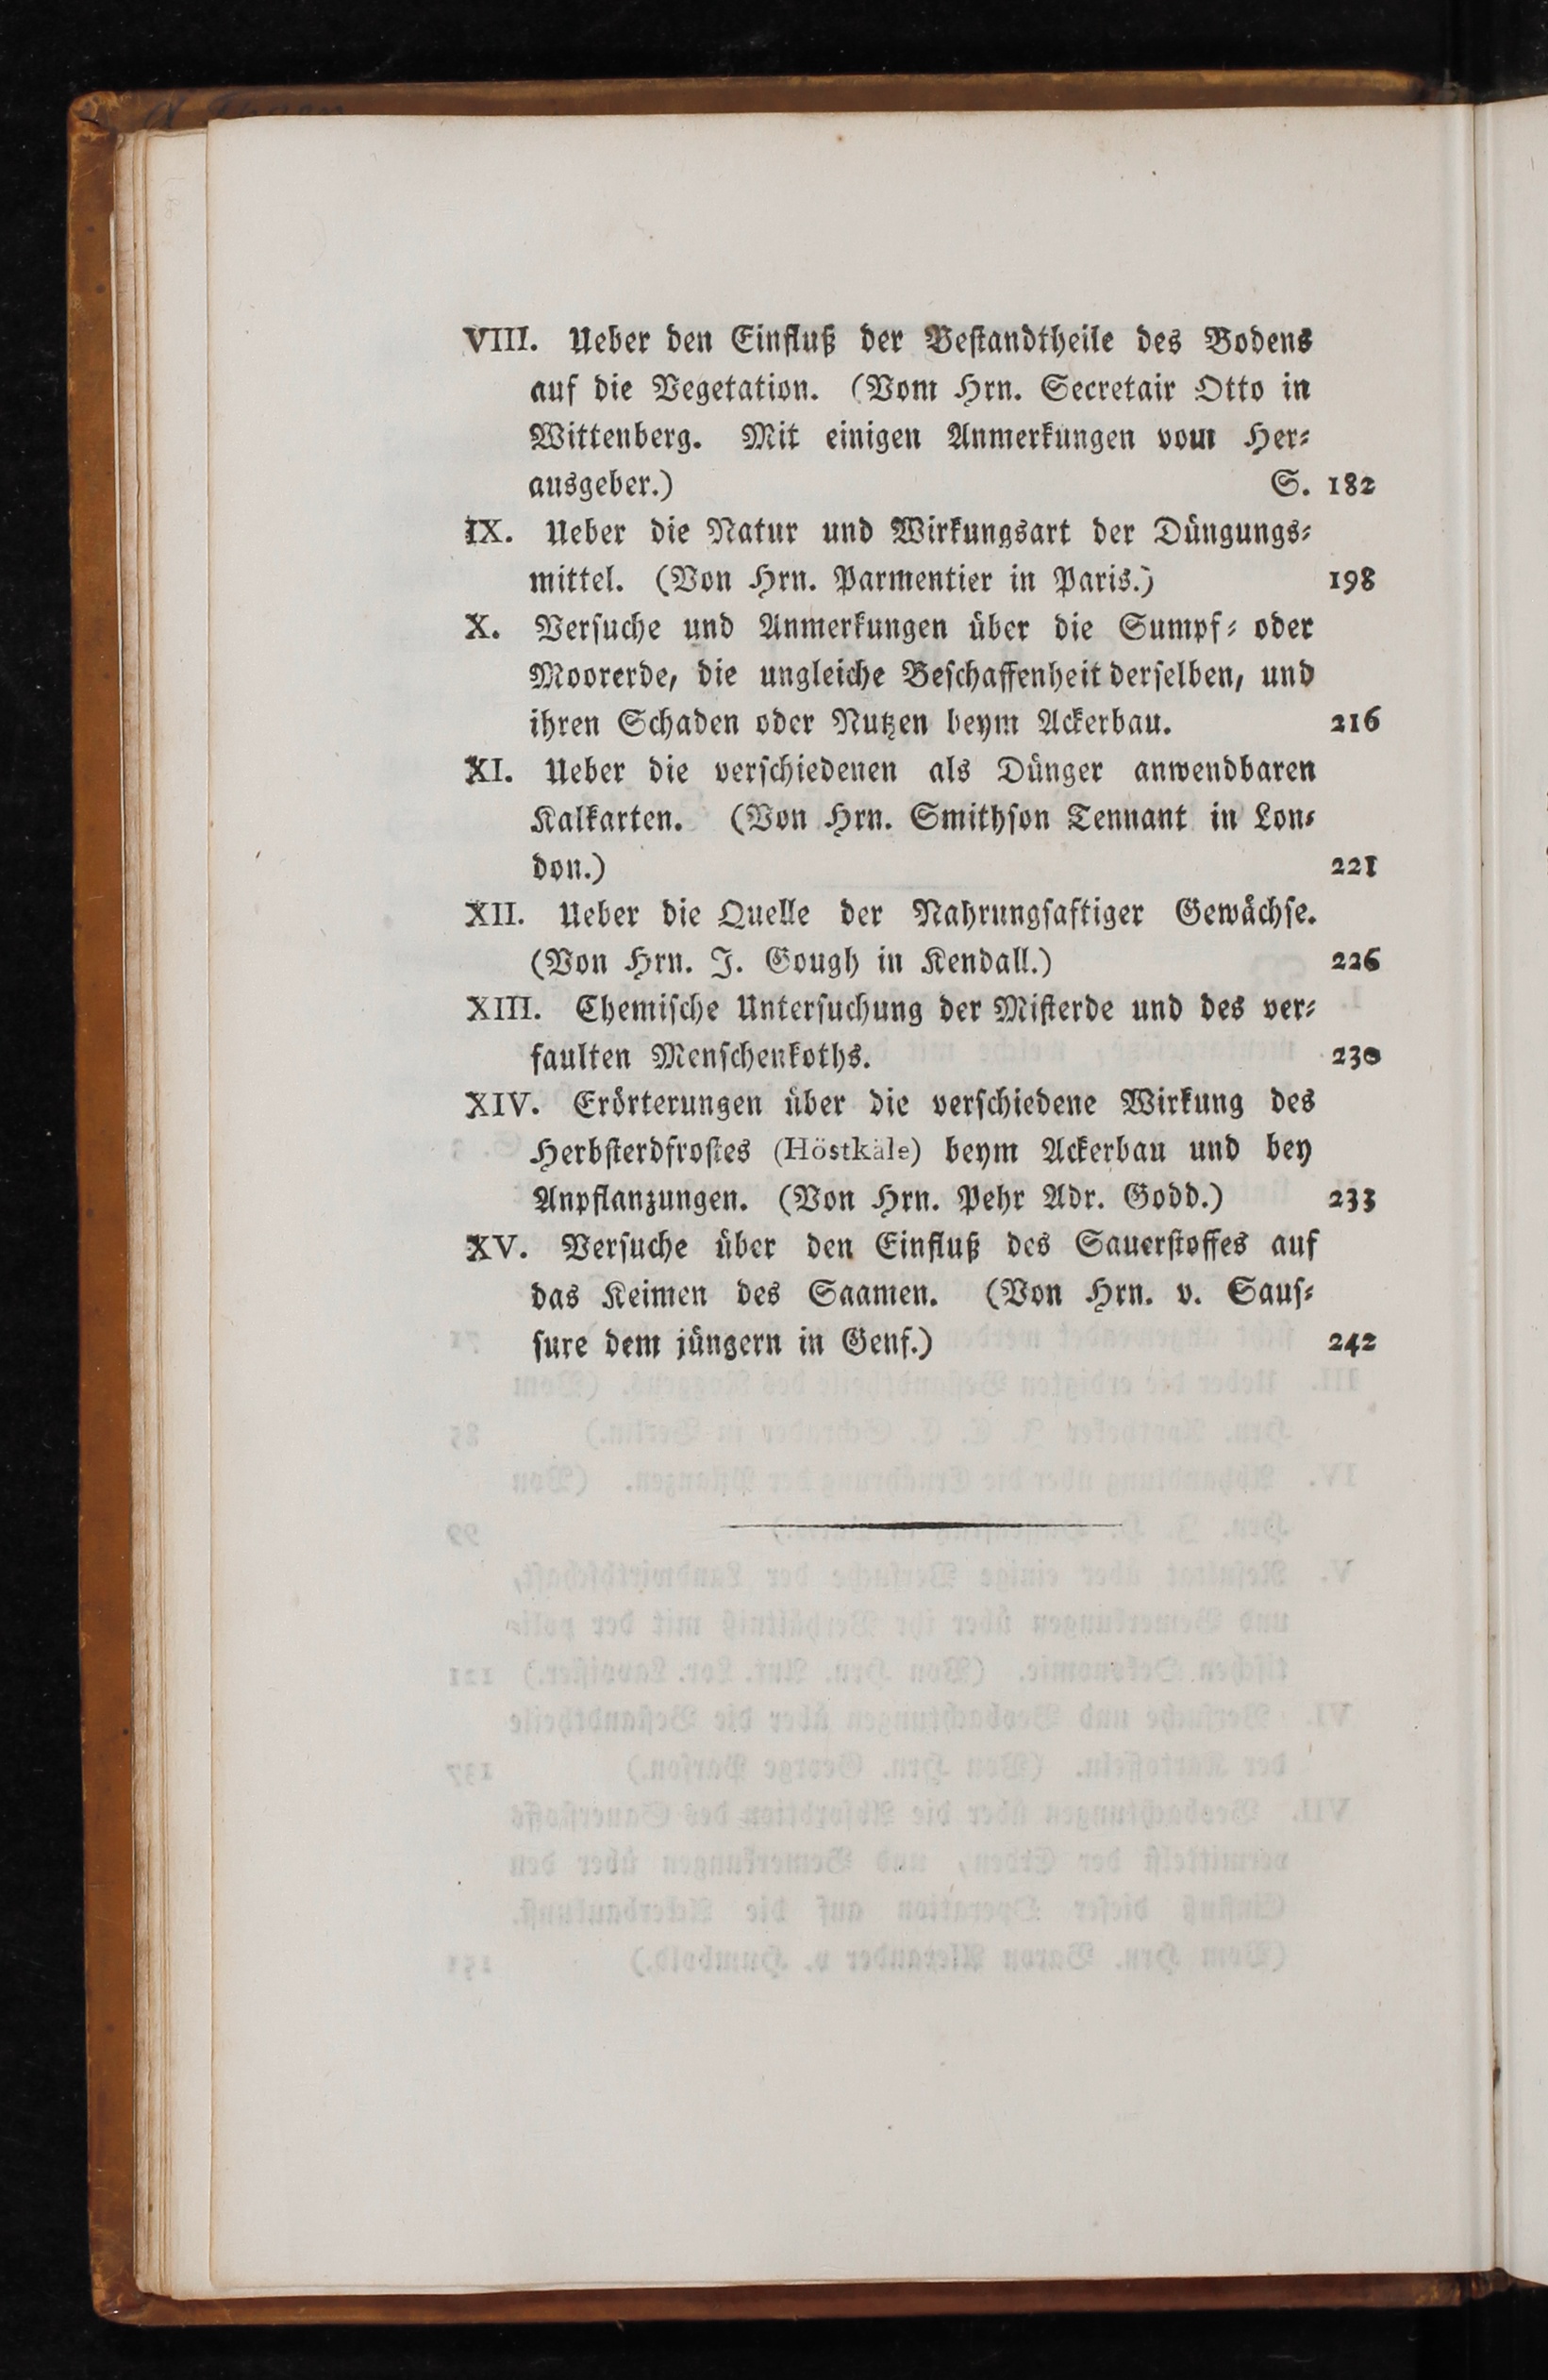 VIII. Ueber den Einfluß der Bestandtheile des Bodens
auf die Vegetation. (Vom Hrn. Secretair Otto in
Wittenberg. Mit einigen Anmerkungen vom Her-
ausgeber.) S. 182
IX. Ueber die Natur und Wirkungsart der Düngungs-
mittel. (Von Hrn. Parmentier in Paris.) 198
X. Versuche und Anmerkungen über die Sumpf- oder
Moorerde, die ungleiche Beschaffenheit derselben, und
ihren Schaden oder Nutzen beym Ackerbau. 216
XI. Ueber die verschiedenen als Dünger anwendbaren
Kalkarten. (Von Hrn. Smithson Tennant in Lon-
don.) 221
XII. Ueber die Quelle der Nahrungsaftiger Gewächse.
(Von Hrn. J. Gough in Kendall.) 226
XIII. Chemische Untersuchung der Misterde und des ver-
faulten Menschenkoths. 230
XIV. Erörterungen über die verschiedene Wirkung des
Herbsterdfrostes (Höstkäle) beym Ackerbau und bey
Anpflanzungen. (Von Hrn. Pehr Adr. Godd.) 233
XV. Versuche über den Einfluß des Sauerstoffes auf
das Keimen des Saamen. (Von Hrn. v. Saus-
sure dem jüngern in Genf.) 242